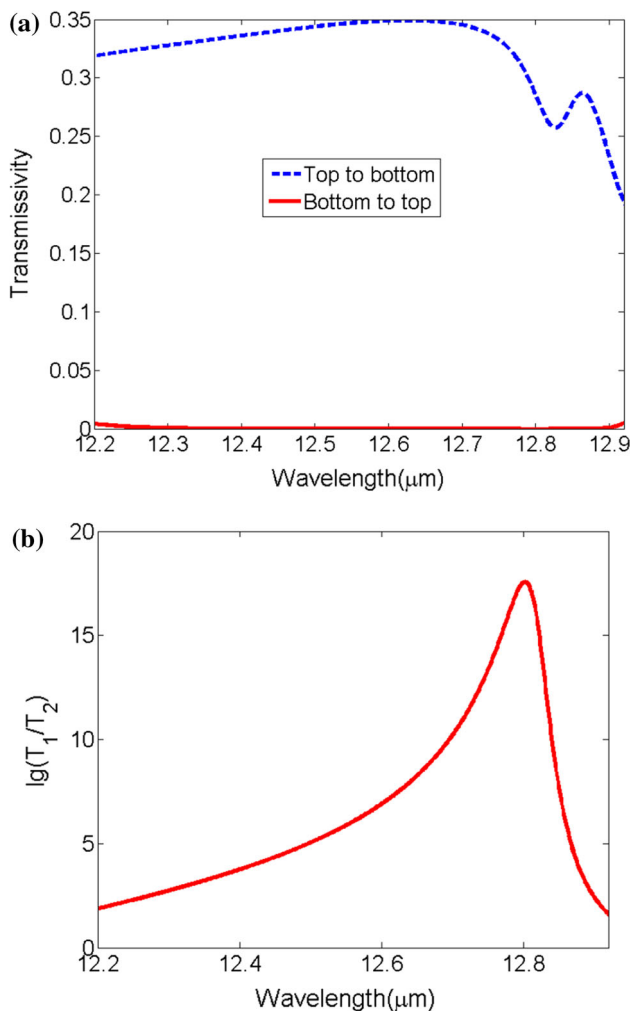 (a)
0.35
0.3
0.25
0.2
0.15
0.1
0.05
0
Transmissivity
Top to bottom
Bottom to top
12.2 12.3 12.4 12.5 12.6 12.7 12.8 12.9
Wavelength(μm)
(b)
20
15
10
5
0
lg(T1/T2)
12.2 12.4 12.6 12.8
Wavelength(μm)